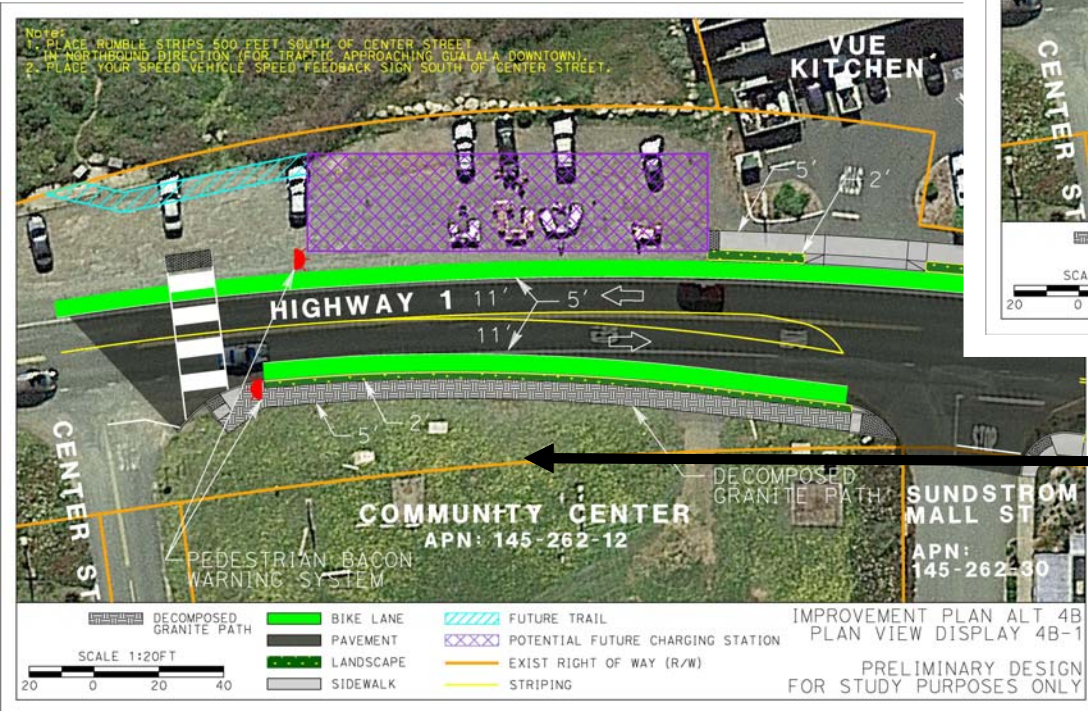 Note:
1. PLACE RUMBLE STRIPS 500 FEET SOUTH OF CENTER STREET
IN NORTHBOUND DIRECTION (FOR TRAFFIC APPROACHING GUALALA DOWNTOWN).
2. PLACE YOUR SPEED VEHICLE SPEED FEEDBACK SIGN SOUTH OF CENTER STREET.
VUE
KITCHEN
CENTER ST
5'
2'
HIGHWAY 1
11'
5'
11'
5'
2'
STOP
DECOMPOSED
GRANITE PATH
CENTER ST
COMMUNITY CENTER
APN: 145-262-12
SUNDSTROM
MALL ST
APN:
145-262-30
PEDESTRIAN BACON
WARNING SYSTEM
DECOMPOSED
GRANITE PATH
BIKE LANE
PAVEMENT
LANDSCAPE
SIDEWALK
FUTURE TRAIL
POTENTIAL FUTURE CHARGING STATION
EXIST RIGHT OF WAY (R/W)
STRIPING
SCALE 1:20FT
20 0 20 40
IMPROVEMENT PLAN ALT 4B
PLAN VIEW DISPLAY 4B-1
PRELIMINARY DESIGN
FOR STUDY PURPOSES ONLY
SCA
20 0